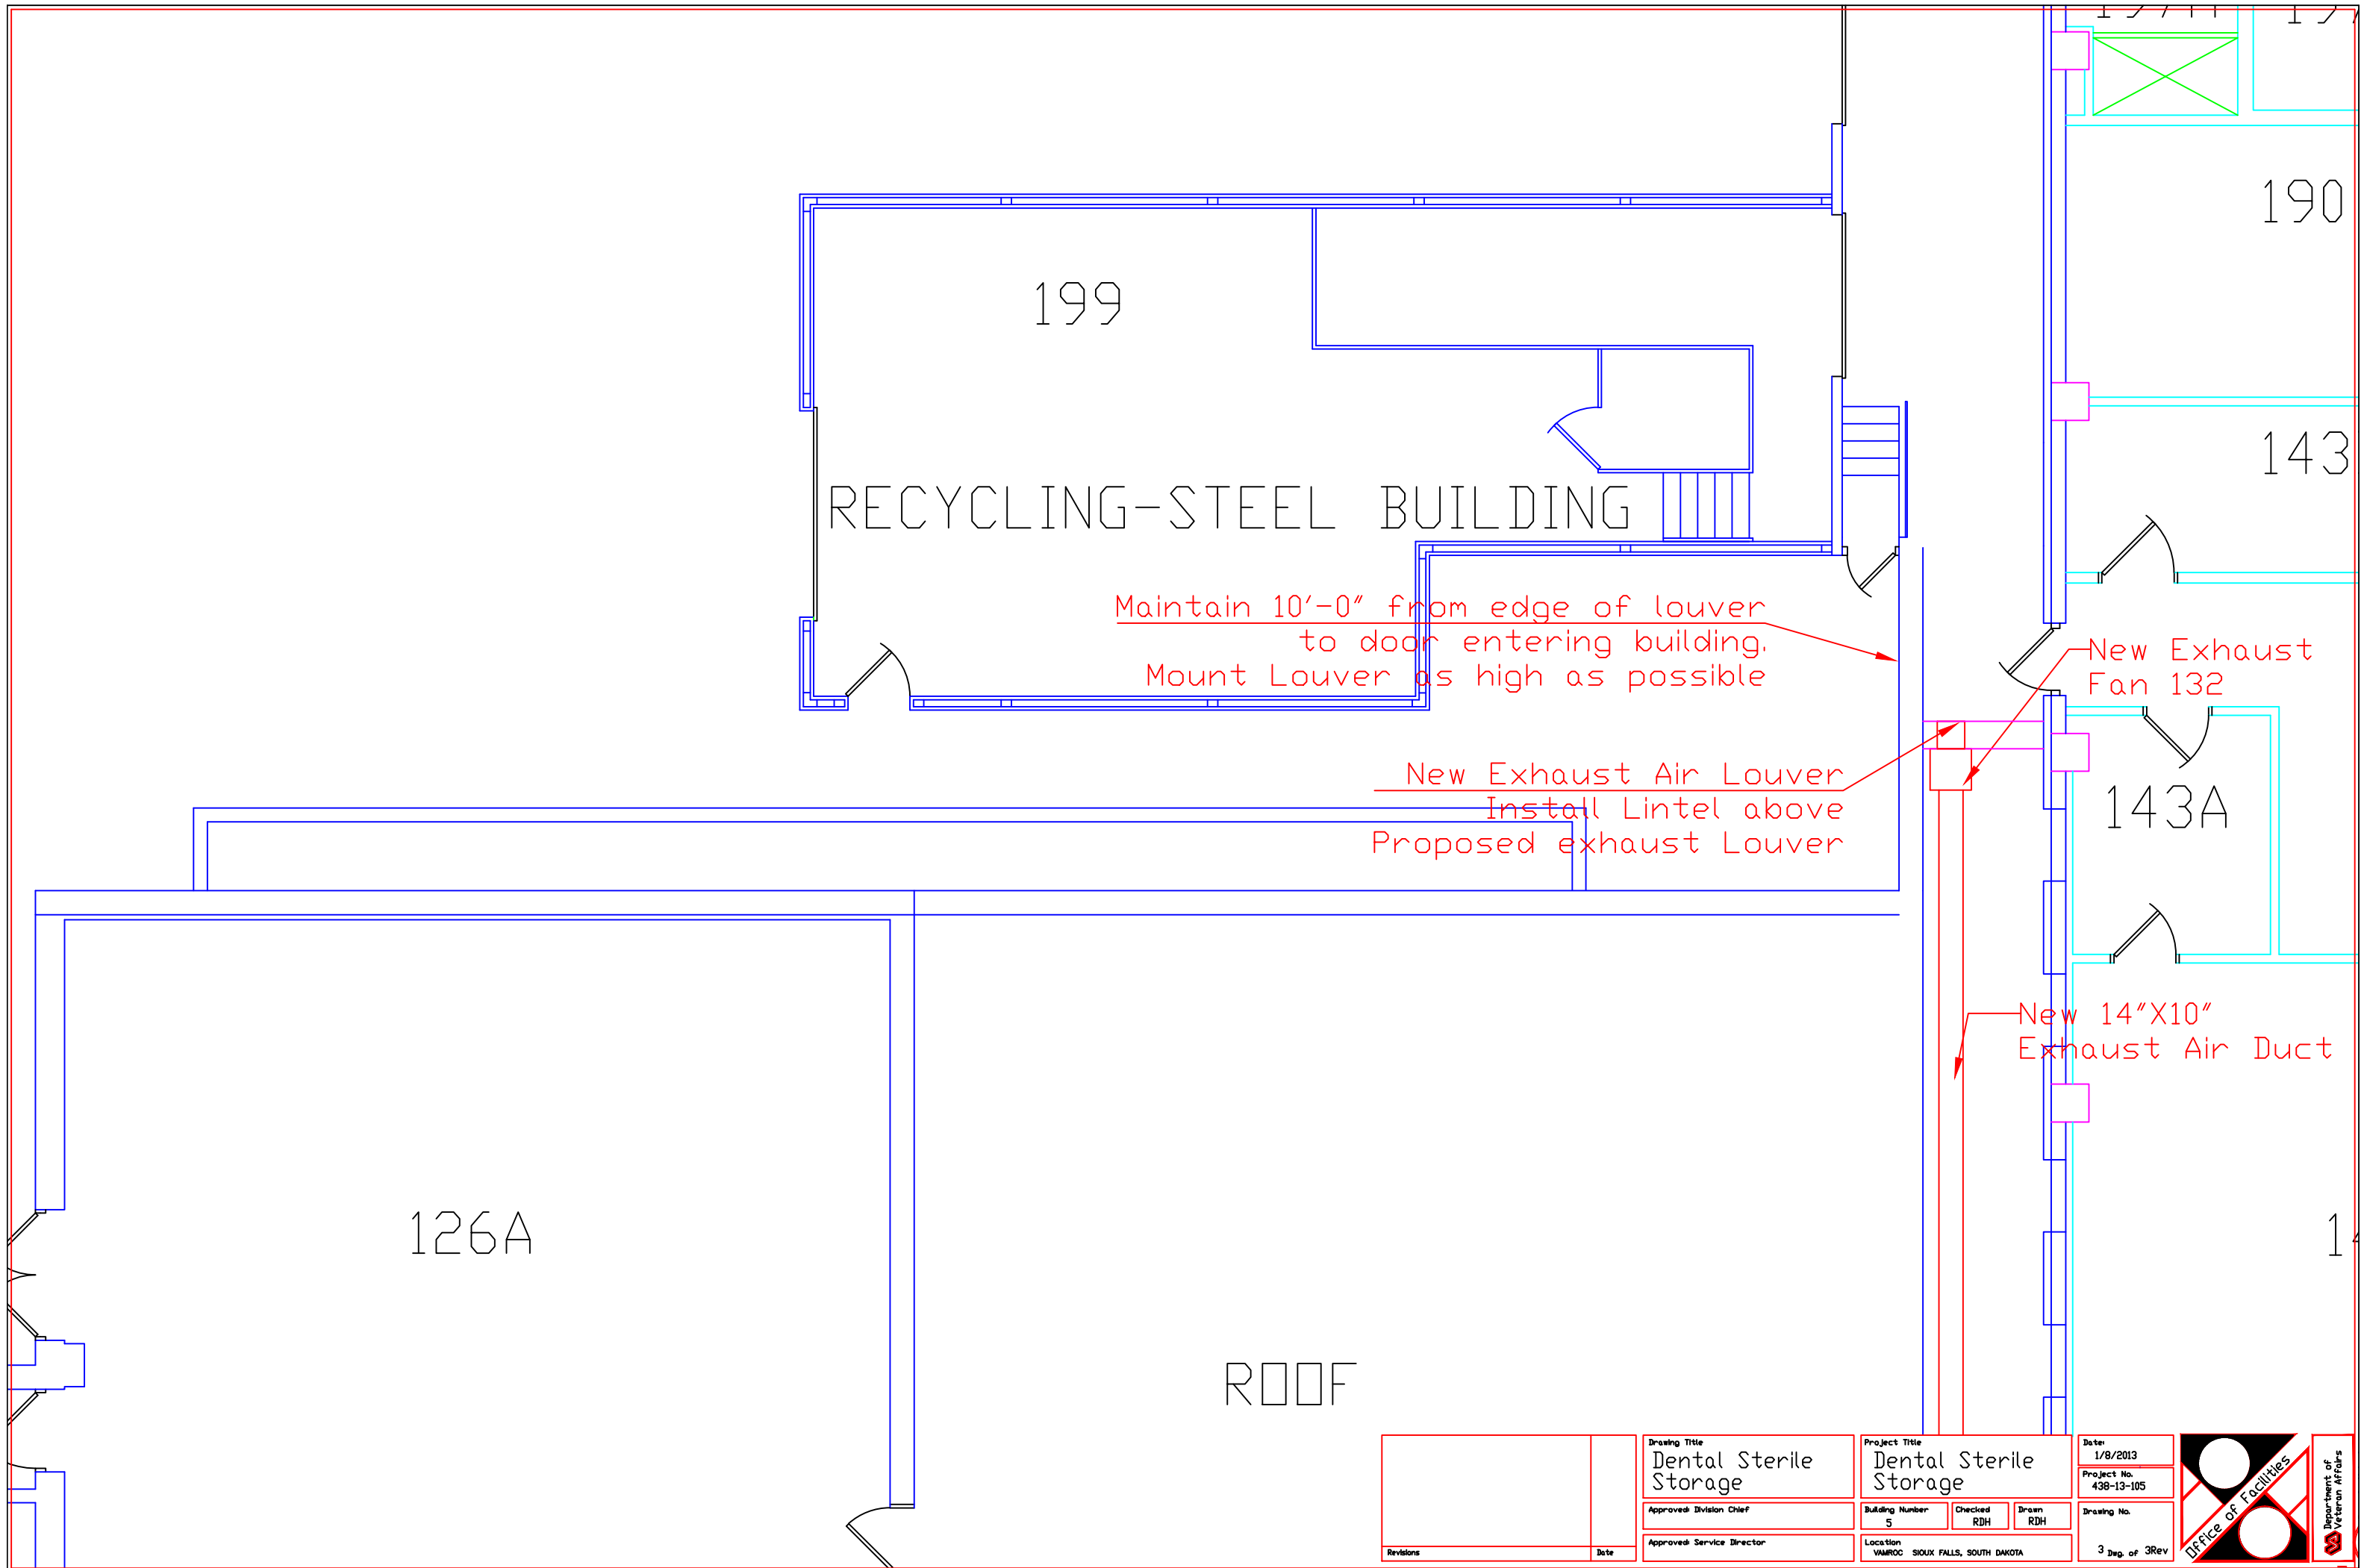 190
199
143
RECYCLING-STEEL BUILDING
Maintain 10'-0" from edge of louver
to door entering building.
Mount Louver as high as possible
New Exhaust
Fan 132
New Exhaust Air Louver
Install Lintel above
Proposed exhaust Louver
143A
New 14"X10"
Exhaust Air Duct
126A
ROOF
Revisions
Date
Drawing Title
Dental Sterile
Storage
Approved: Division Chief
Approved: Service Director
Project Title
Dental Sterile
Storage
Building Number
5
Checked
RDH
Drawn
RDH
Location
VAMROC SIOUX FALLS, SOUTH DAKOTA
Date:
1/8/2013
Project No.
438-13-105
Drawing No.
3 Dwg. of 3Rev
Office of Facilities
Department of
Veteran Affairs